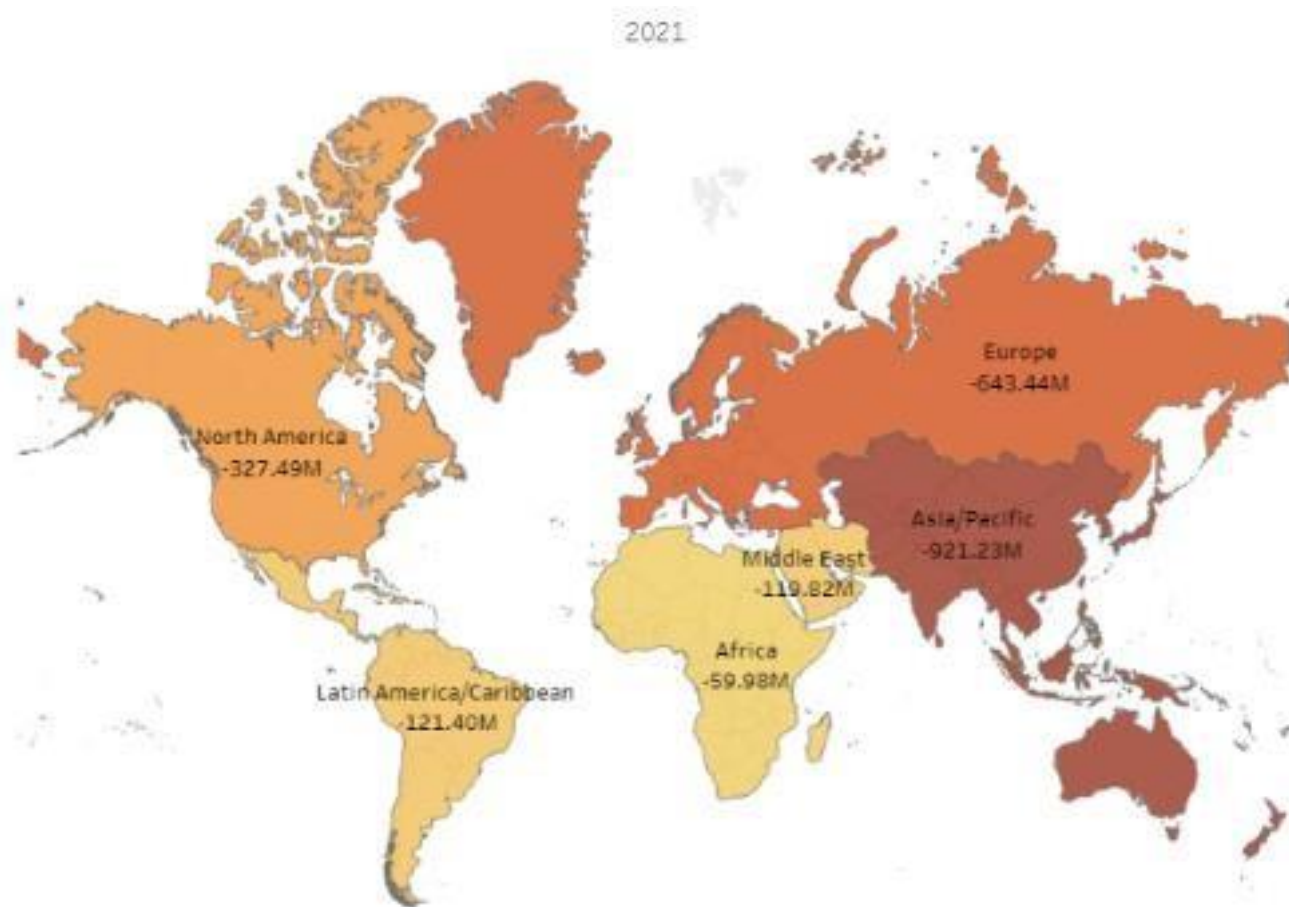 2021
Europe
-643.44M
North America
-327.49M
Asia/Pacific
-921.23M
Middle East
-119.82M
Africa
-59.98M
Latin America/Caribbean
-121.40M